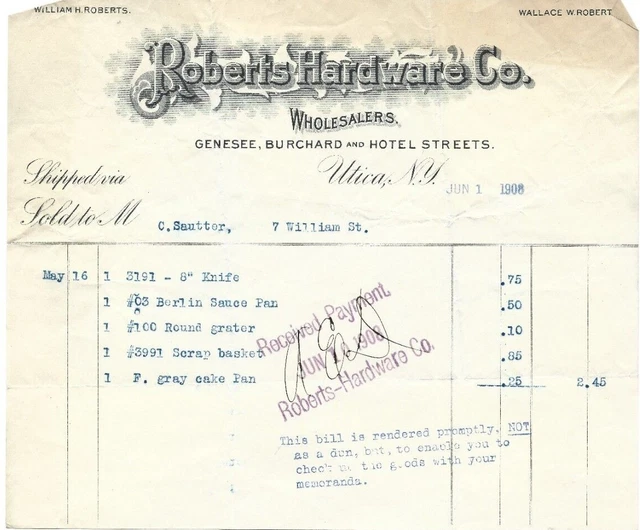 WILLIAM H. ROBERTS.
WALLACE W. ROBERT
Roberts Hardware Co.
WHOLESALERS.
GENESEE, BURCHARD AND HOTEL STREETS.
Shipped via
Utica, N.Y.
JUN 1 1908
Sold to M
C. Sautter, 7 William St.
May 16 1 3191 - 8" Knife .75
1 #03 Berlin Sauce Pan .50
1 #100 Round grater .10
1 #3991 Scrap basket .85
1 F. gray cake Pan .25 2.45
Received Payment
JUN
Roberts-Hardware Co.
This bill is rendered promptly, NOT
as a dun, but, to enable you to
check the goods with your
memoranda.